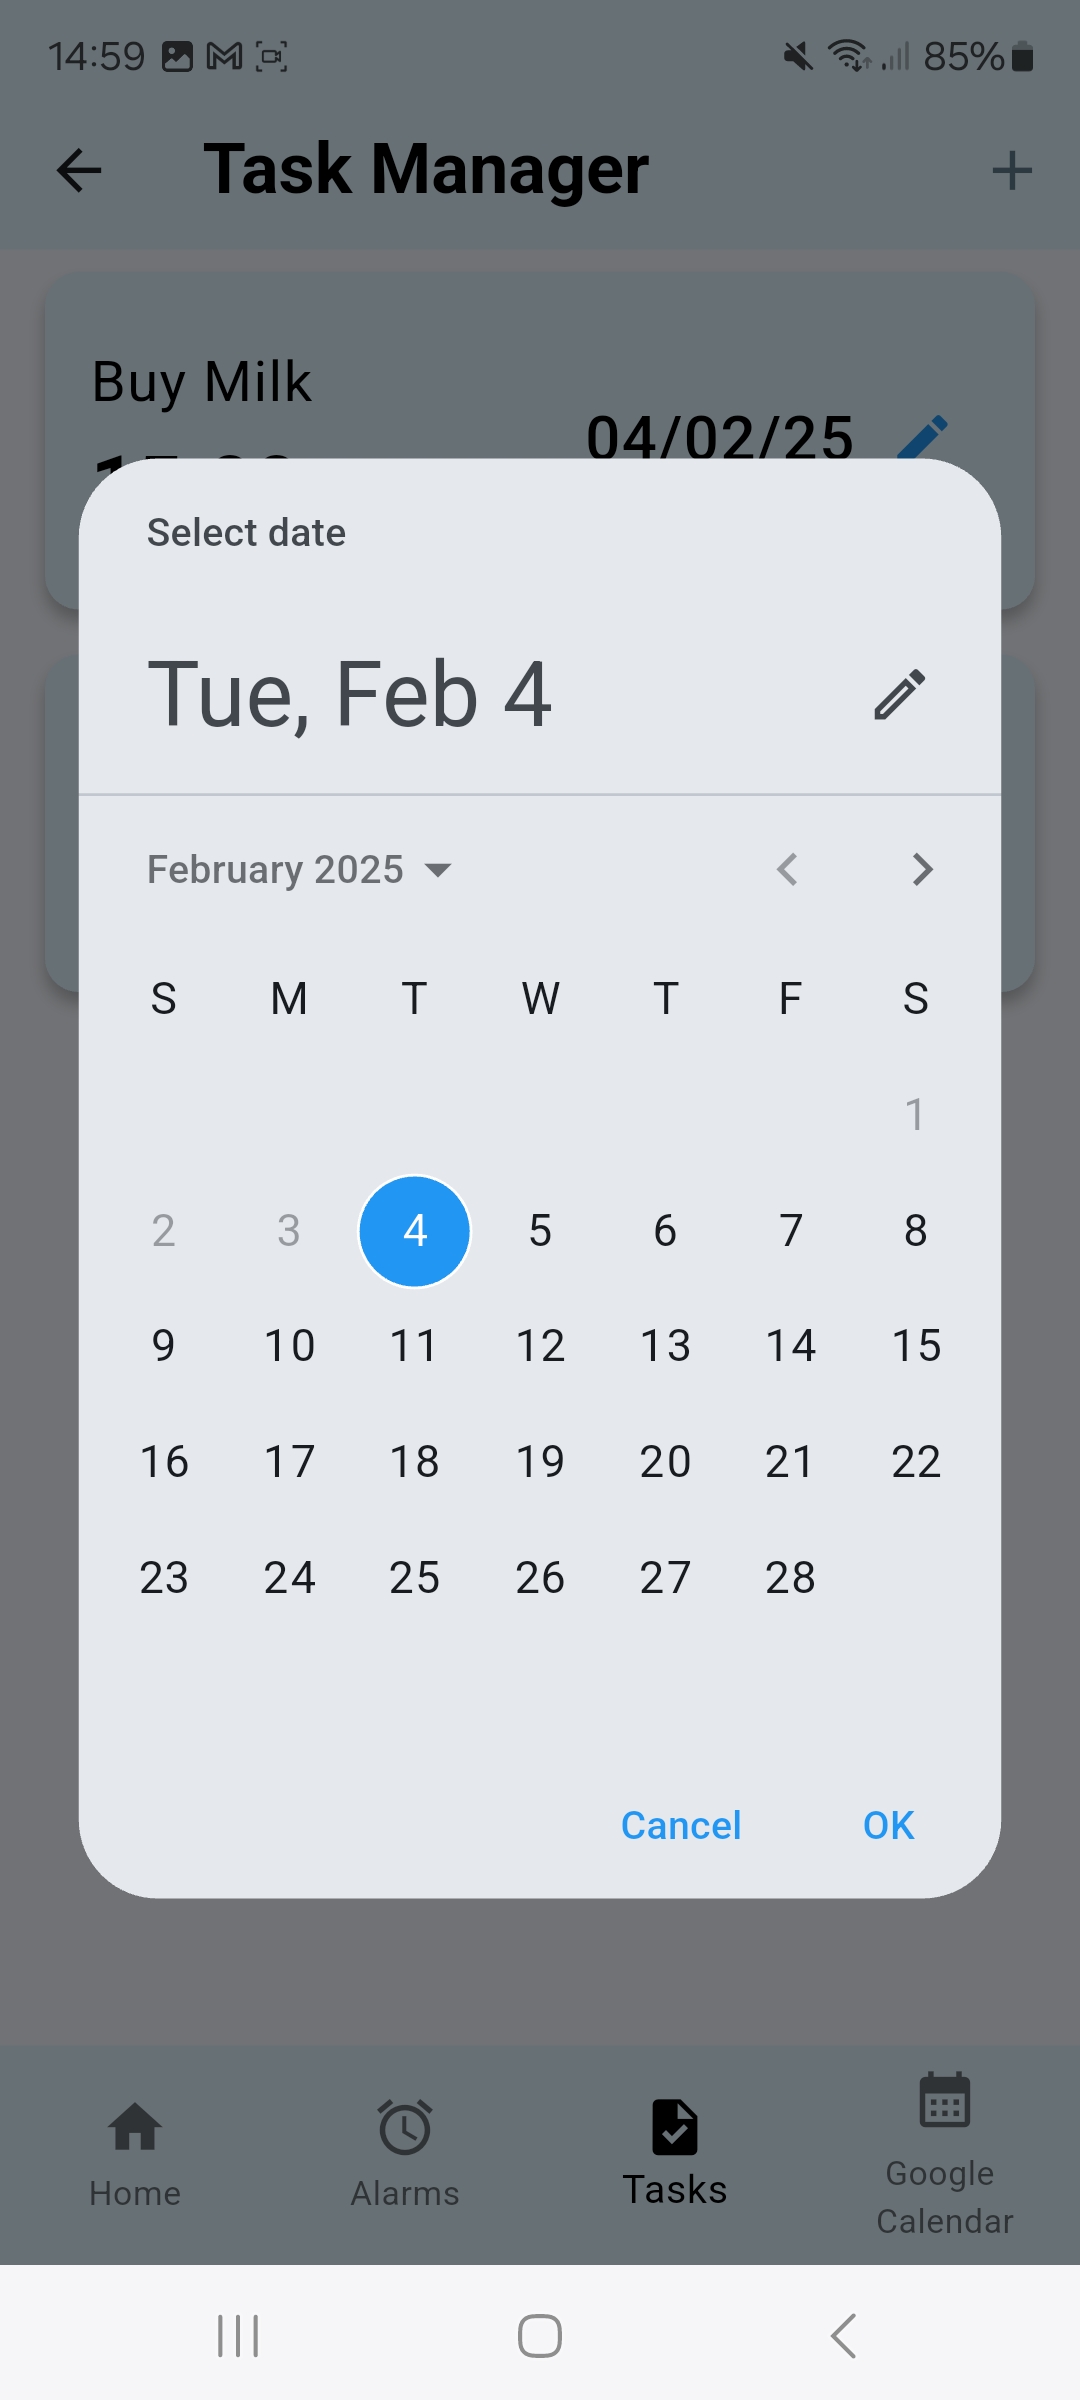 14:59 85%
Task Manager
Buy Milk
04/02/25
Select date
Tue, Feb 4
February 2025
S M T W T F S
1
2 3 4 5 6 7 8
9 10 11 12 13 14 15
16 17 18 19 20 21 22
23 24 25 26 27 28
Cancel OK
Home Alarms Tasks Google
Calendar